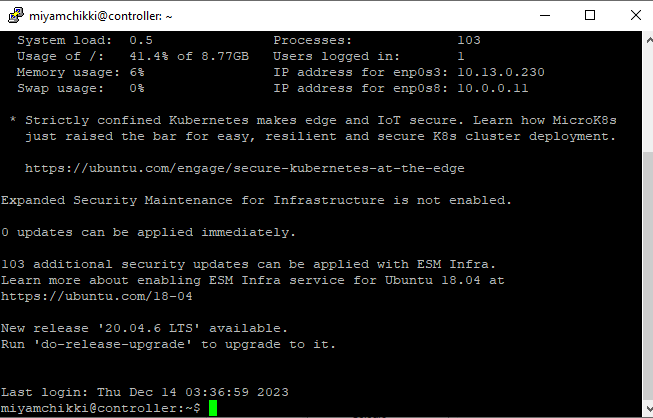 miyamchikki@controller: ~
System load:  0.5                Processes:             103
Usage of /:   41.4% of 8.77GB   Users logged in:       1
Memory usage: 6%                 IP address for enp0s3: 10.13.0.230
Swap usage:   0%                 IP address for enp0s8: 10.0.0.11
* Strictly confined Kubernetes makes edge and IoT secure. Learn how MicroK8s
just raised the bar for easy, resilient and secure K8s cluster deployment.
https://ubuntu.com/engage/secure-kubernetes-at-the-edge
Expanded Security Maintenance for Infrastructure is not enabled.
0 updates can be applied immediately.
103 additional security updates can be applied with ESM Infra.
Learn more about enabling ESM Infra service for Ubuntu 18.04 at
https://ubuntu.com/18-04
New release '20.04.6 LTS' available.
Run 'do-release-upgrade' to upgrade to it.
Last login: Thu Dec 14 03:36:59 2023
miyamchikki@controller:~$